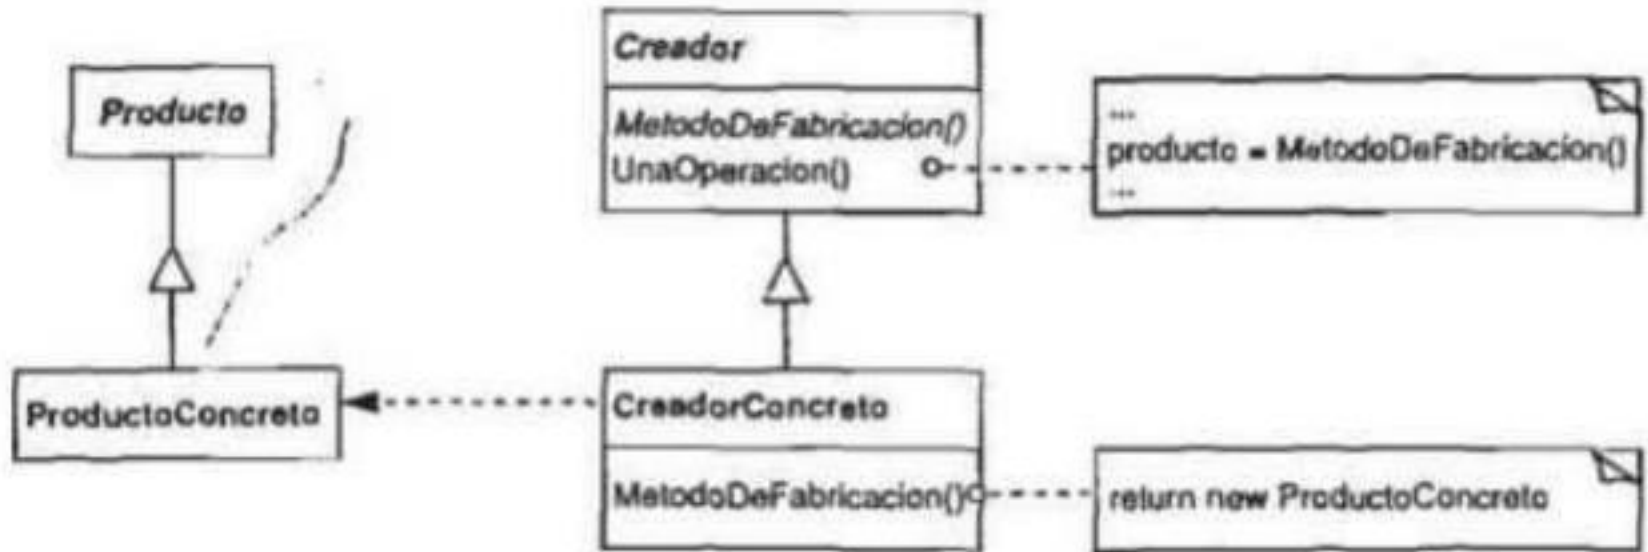 Producto
Creador
MetodoDeFabricacion()
UnaOperacion()
...
producto = MetodoDeFabricacion()
...
ProductoConcreto
CreadorConcreto
MetodoDeFabricacion()
return new ProductoConcreto